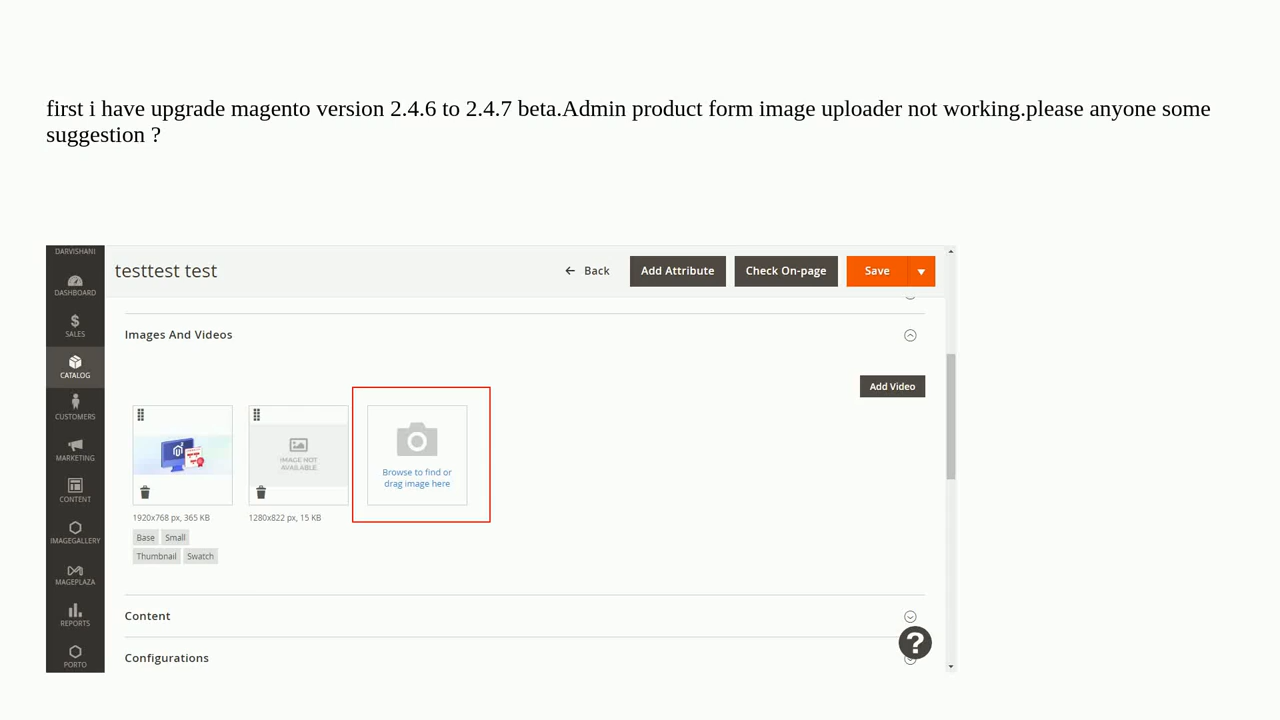 first i have upgrade magento version 2.4.6 to 2.4.7 beta.Admin product form image uploader not working.please anyone some
suggestion ?
DARVISHANI
testtest test
Back
Add Attribute
Check On-page
Save
DASHBOARD
SALES
Images And Videos
CATALOG
Add Video
CUSTOMERS
MARKETING
IMAGE NOT
AVAILABLE
Browse to find or
drag image here
CONTENT
1920x768 px, 365 KB
1280x822 px, 15 KB
IMAGEGALLERY
Base
Small
Thumbnail
Swatch
MAGEPLAZA
REPORTS
Content
?
PORTO
Configurations